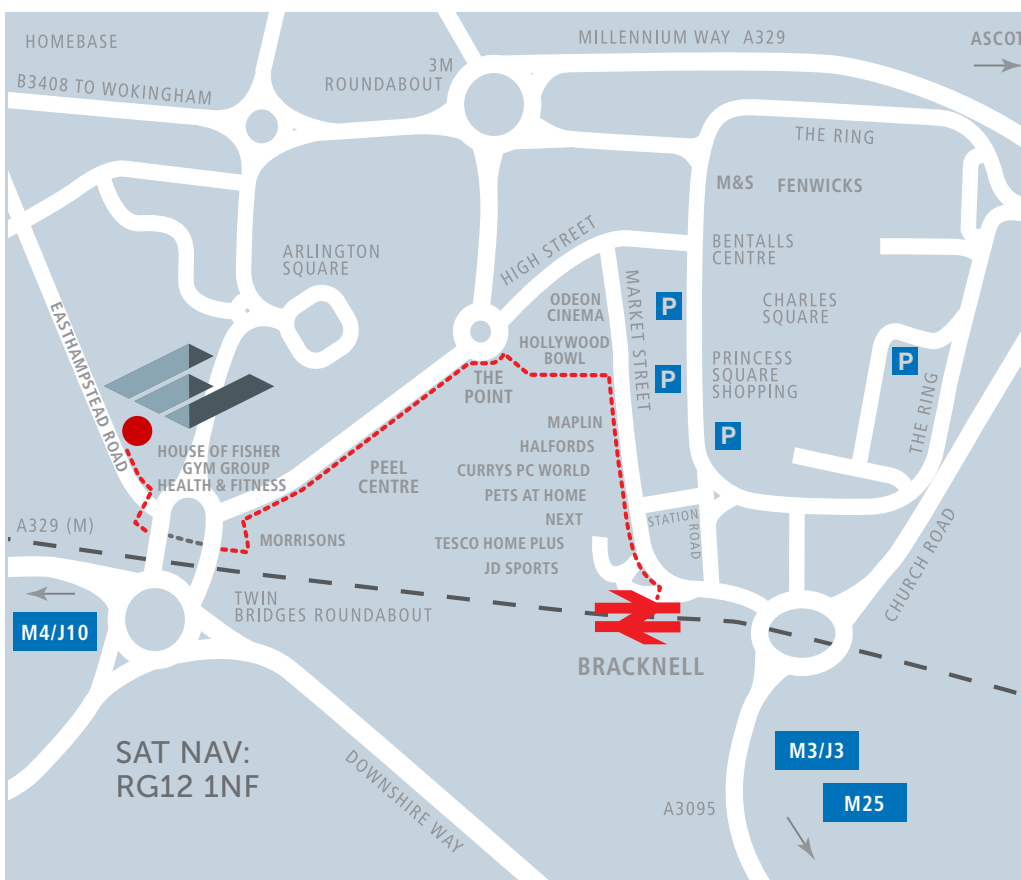 HOMEBASE
MILLENNIUM WAY A329
ASCOT
3M
ROUNDABOUT
B3408 TO WOKINGHAM
THE RING
M&S
FENWICKS
ARLINGTON
SQUARE
HIGH STREET
BENTALLS
CENTRE
MARKET STREET
ODEON
CINEMA
P
CHARLES
SQUARE
EASTHAMPSTEAD ROAD
HOLLYWOOD
BOWL
P
PRINCESS
SQUARE
SHOPPING
P
THE RING
THE
POINT
P
MAPLIN
HOUSE OF FISHER
GYM GROUP
HEALTH & FITNESS
PEEL
CENTRE
HALFORDS
CURRYS PC WORLD
PETS AT HOME
NEXT
STATION
ROAD
A329 (M)
MORRISONS
TESCO HOME PLUS
JD SPORTS
CHURCH ROAD
TWIN
BRIDGES ROUNDABOUT
M4/J10
BRACKNELL
SAT NAV:
RG12 1NF
DOWNSHIRE WAY
M3/J3
M25
A3095